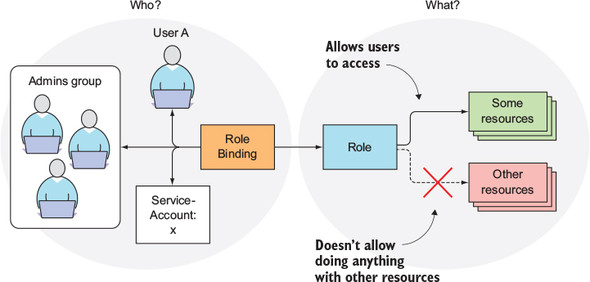 Who?
What?
User A
Admins group
Allows users
to access
Some
resources
Role
Binding
Role
Other
resources
Service-
Account:
x
Doesn't allow
doing anything
with other resources